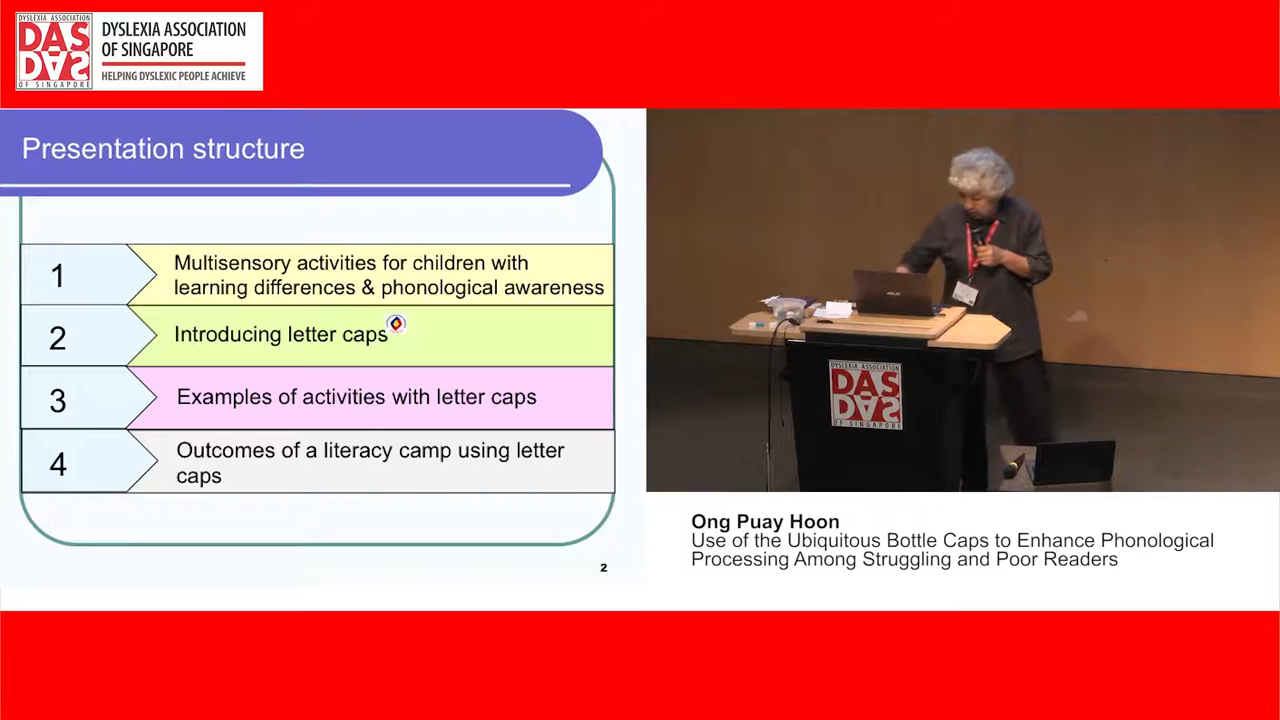 DYSLEXIA ASSOCIATION
DAS
DAS
OF SINGAPORE
DYSLEXIA ASSOCIATION
OF SINGAPORE
HELPING DYSLEXIC PEOPLE ACHIEVE
Presentation structure
1
Multisensory activities for children with
learning differences & phonological awareness
2
Introducing letter caps
3
Examples of activities with letter caps
4
Outcomes of a literacy camp using letter
caps
2
ASUS
DYSLEXIA ASSOCIATION
DAS
DAS
OF SINGAPORE
Ong Puay Hoon
Use of the Ubiquitous Bottle Caps to Enhance Phonological
Processing Among Struggling and Poor Readers